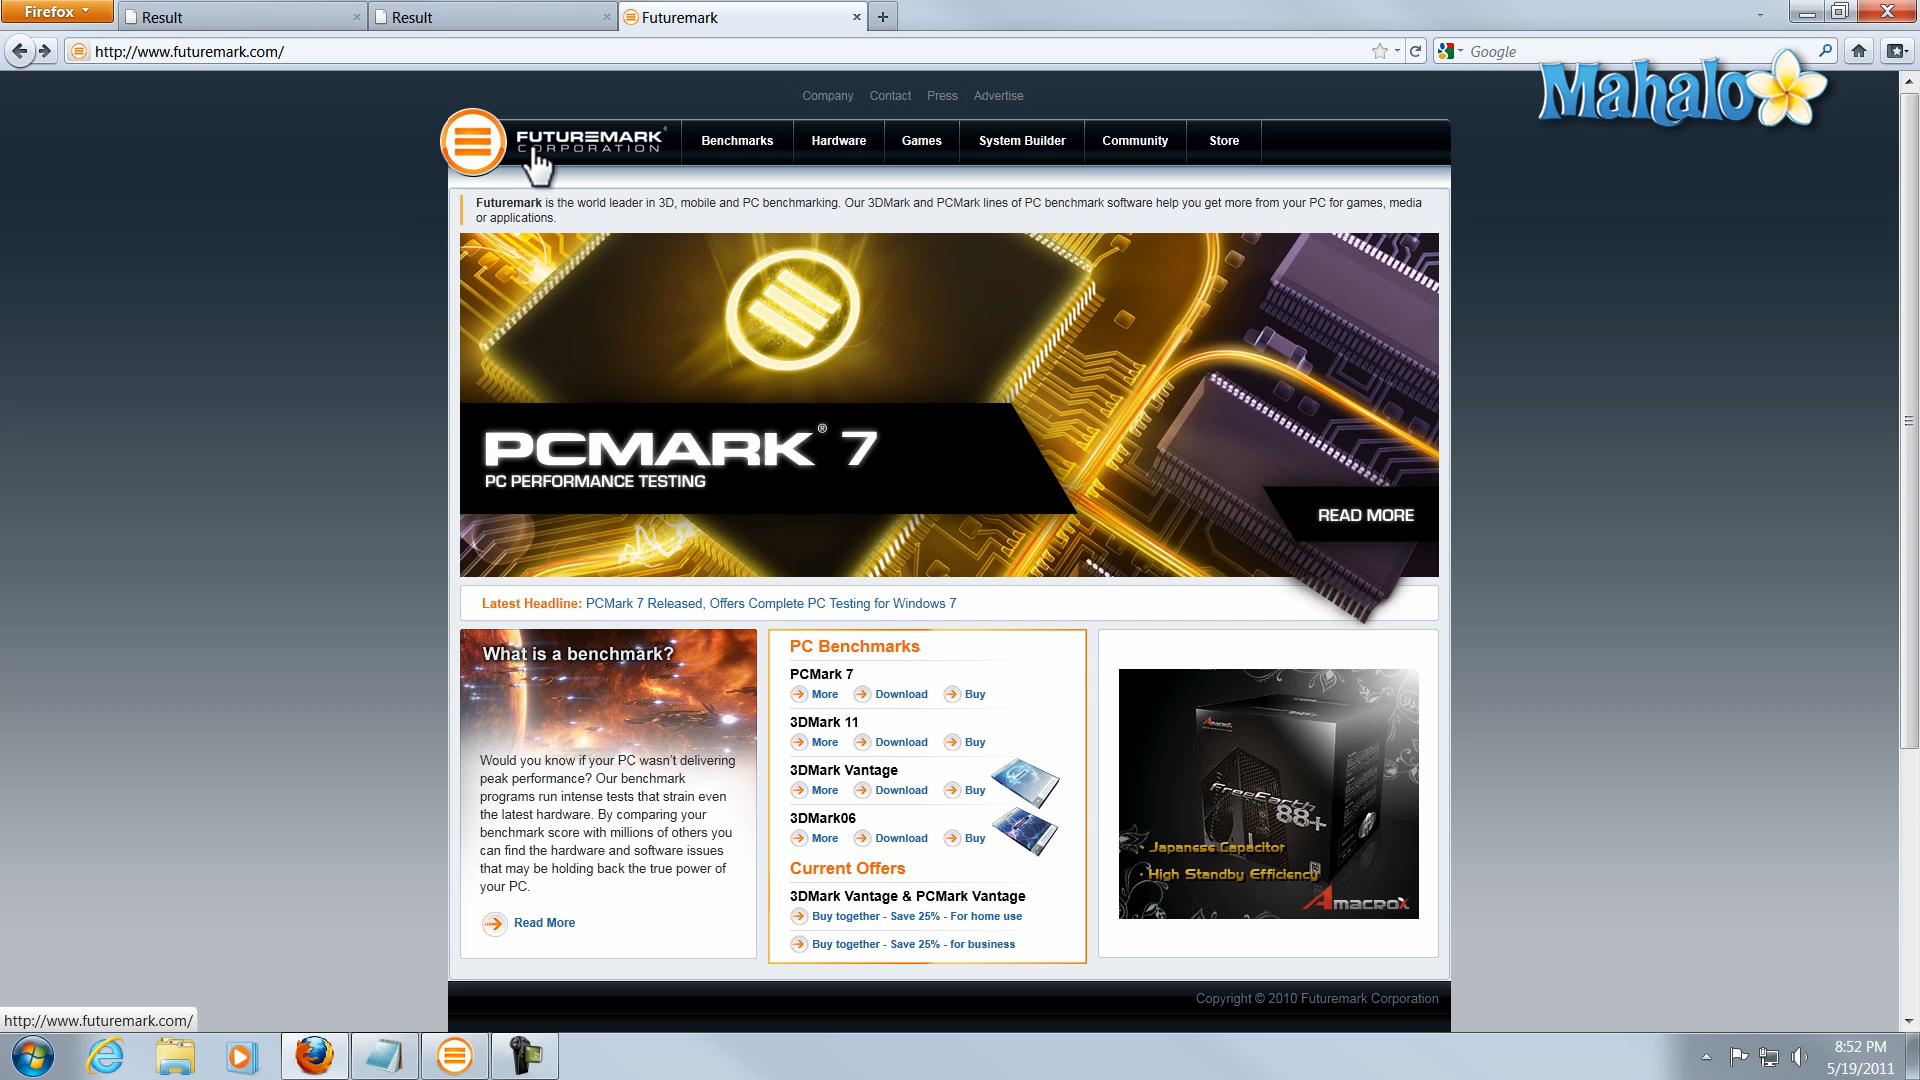 Firefox
Result
Result
Futuremark
http://www.futuremark.com/
Google
Mahalo
Company Contact Press Advertise
FUTUREMARK
CORPORATION
Benchmarks Hardware Games System Builder Community Store
Futuremark is the world leader in 3D, mobile and PC benchmarking. Our 3DMark and PCMark lines of PC benchmark software help you get more from your PC for games, media
or applications.
PCMARK® 7
PC PERFORMANCE TESTING
READ MORE
Latest Headline: PCMark 7 Released, Offers Complete PC Testing for Windows 7
What is a benchmark?
Would you know if your PC wasn't delivering
peak performance? Our benchmark
programs run intense tests that strain even
the latest hardware. By comparing your
benchmark score with millions of others you
can find the hardware and software issues
that may be holding back the true power of
your PC.
Read More
PC Benchmarks
PCMark 7
More Download Buy
3DMark 11
More Download Buy
3DMark Vantage
More Download Buy
3DMark06
More Download Buy
Current Offers
3DMark Vantage & PCMark Vantage
Buy together - Save 25% - For home use
Buy together - Save 25% - for business
Amacrox
FreeEarth
88+
• Japanese Capacitor
• High Standby Efficiency
Amacrox
Copyright © 2010 Futuremark Corporation
http://www.futuremark.com/
8:52 PM
5/19/2011